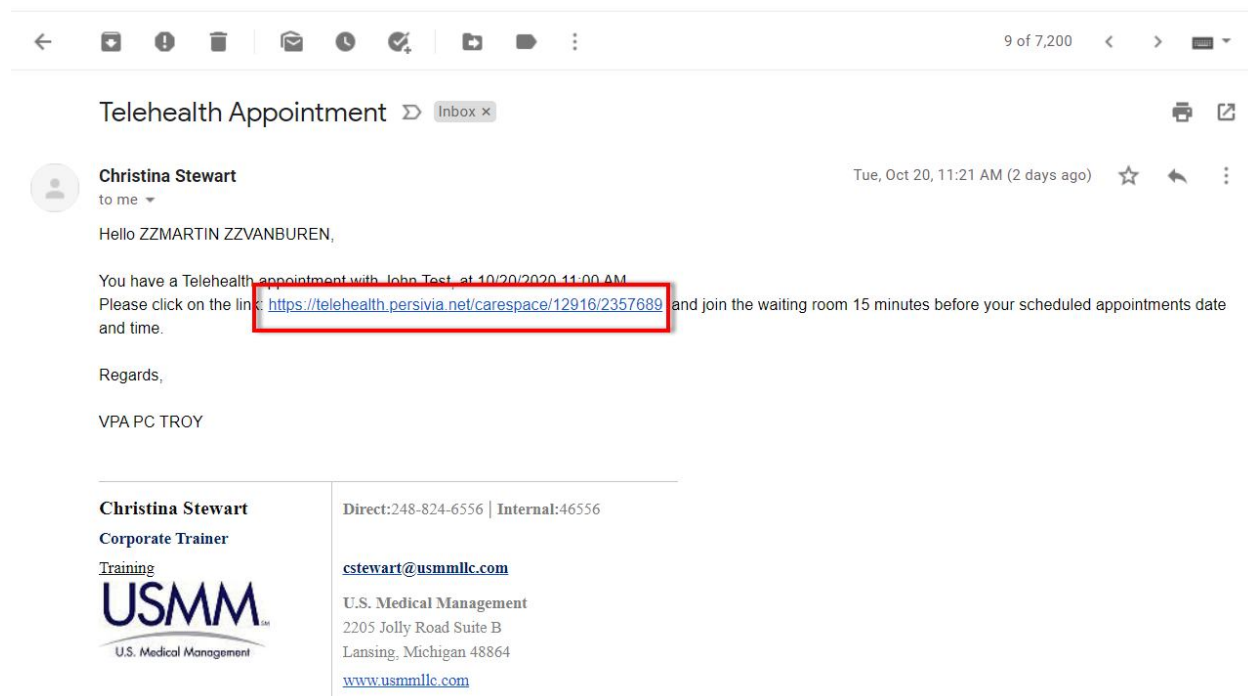 9 of 7,200
Telehealth Appointment Inbox ×
Christina Stewart Tue, Oct 20, 11:21 AM (2 days ago)
to me
Hello ZZMARTIN ZZVANBUREN,
You have a Telehealth appointment with John Test, at 10/20/2020 11:00 AM
Please click on the link: https://telehealth.persivia.net/carespace/12916/2357689 and join the waiting room 15 minutes before your scheduled appointments date
and time.
Regards,
VPA PC TROY
Christina Stewart
Corporate Trainer
Training
USMM
U.S. Medical Management
Direct:248-824-6556 | Internal:46556
cstewart@usmmllc.com
U.S. Medical Management
2205 Jolly Road Suite B
Lansing, Michigan 48864
www.usmmllc.com